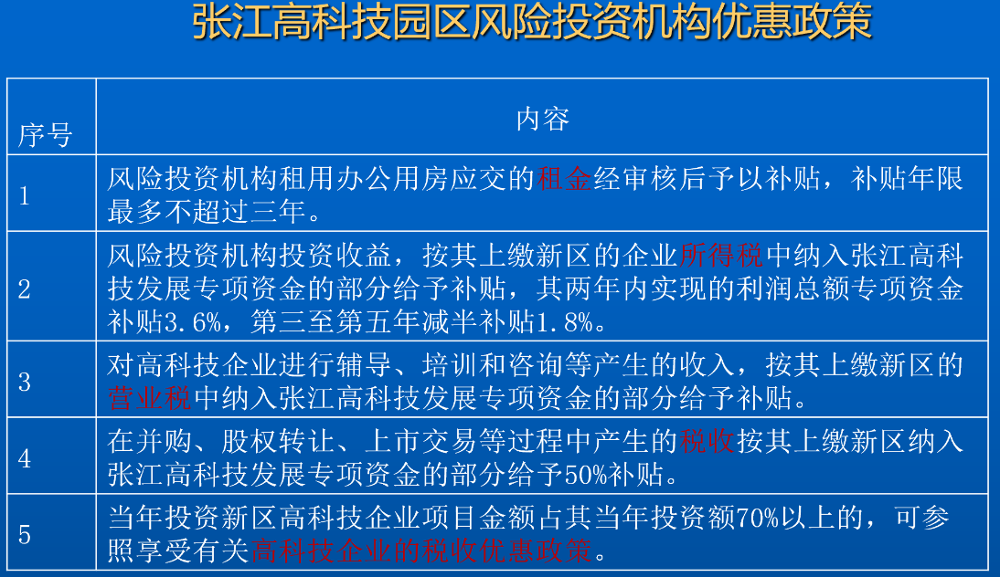 张江高科技园区风险投资机构优惠政策
序号
内容
1
风险投资机构租用办公用房应交的租金经审核后予以补贴，补贴年限
最多不超过三年。
2
风险投资机构投资收益，按其上缴新区的企业所得税中纳入张江高科
技发展专项资金的部分给予补贴，其两年内实现的利润总额专项资金
补贴3.6%，第三至第五年减半补贴1.8%。
3
对高科技企业进行辅导、培训和咨询等产生的收入，按其上缴新区的
营业税中纳入张江高科技发展专项资金的部分给予补贴。
4
在并购、股权转让、上市交易等过程中产生的税收按其上缴新区纳入
张江高科技发展专项资金的部分给予50%补贴。
5
当年投资新区高科技企业项目金额占其当年投资额70%以上的，可参
照享受有关高科技企业的税收优惠政策。